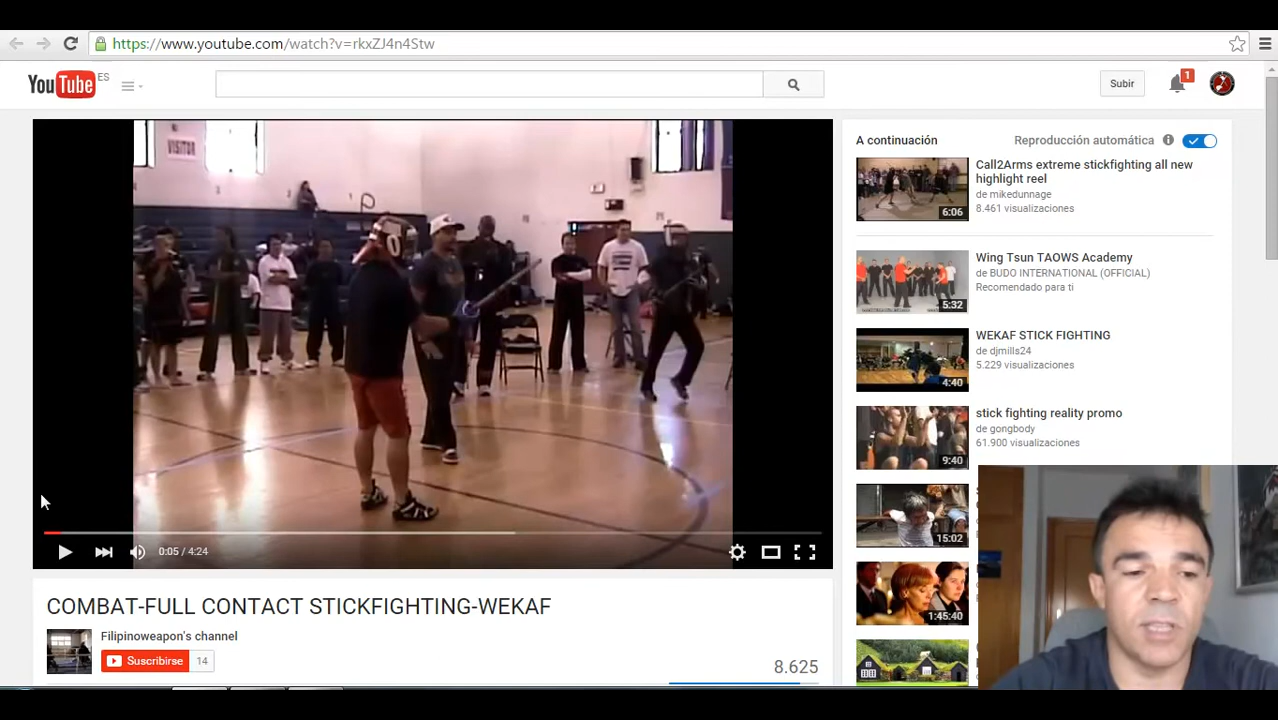 https://www.youtube.com/watch?v=rkxZJ4n4Stw
YouTube ES
Subir
1
VISITOR
0:05 / 4:24
COMBAT-FULL CONTACT STICKFIGHTING-WEKAF
Filipinoweapon's channel
Suscribirse 14
8.625
A continuación
Reproducción automática
6:06
Call2Arms extreme stickfighting all new
highlight reel
de mikedunnage
8.461 visualizaciones
5:32
Wing Tsun TAOWS Academy
de BUDO INTERNATIONAL (OFFICIAL)
Recomendado para ti
4:40
WEKAF STICK FIGHTING
de djmills24
5.229 visualizaciones
9:40
stick fighting reality promo
de gongbody
61.900 visualizaciones
15:02
1:45:40